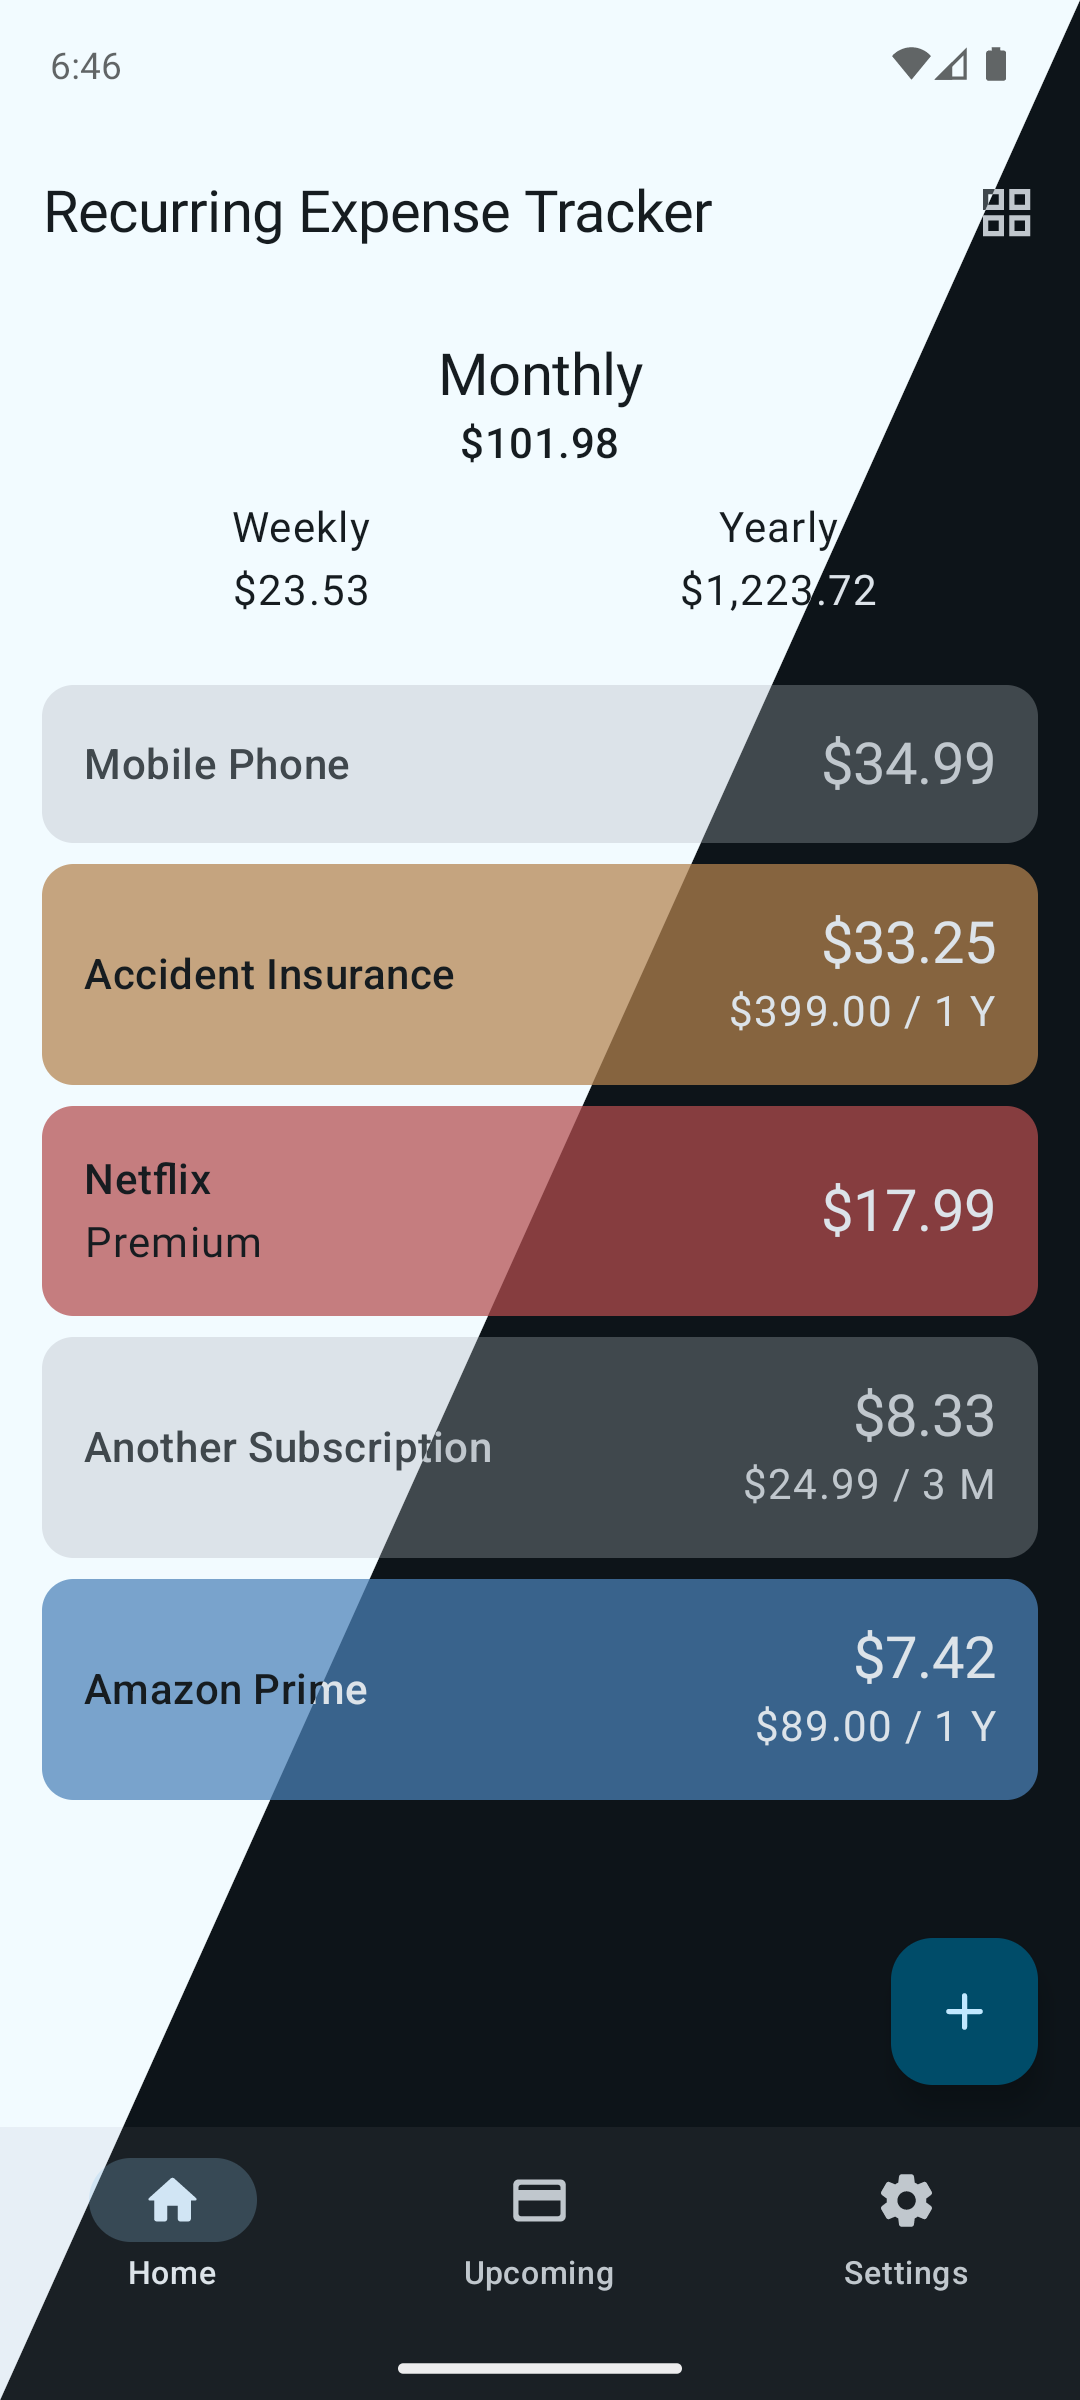 6:46
Recurring Expense Tracker
Monthly
$101.98
Weekly
Yearly
$23.53
$1,223.72
Mobile Phone
$34.99
Accident Insurance
$33.25
$399.00 / 1 Y
Netflix
Premium
$17.99
Another Subscription
$8.33
$24.99 / 3 M
Amazon Prime
$7.42
$89.00 / 1 Y
Home
Upcoming
Settings